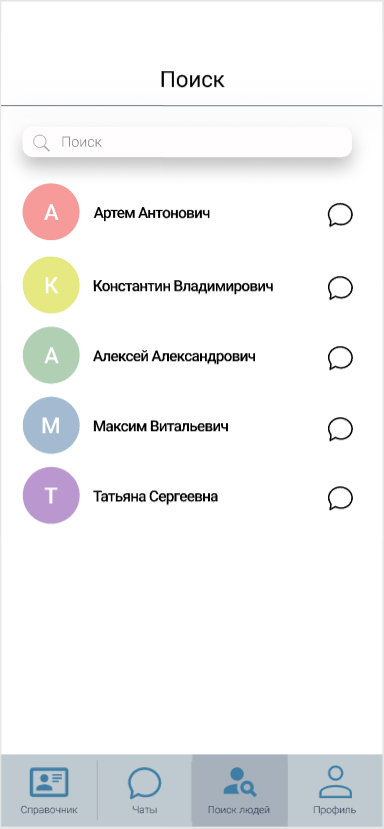 Поиск
Поиск
А
Артем Антонович
К
Константин Владимирович
А
Алексей Александрович
М
Максим Витальевич
Т
Татьяна Сергеевна
Справочник
Чаты
Поиск людей
Профиль